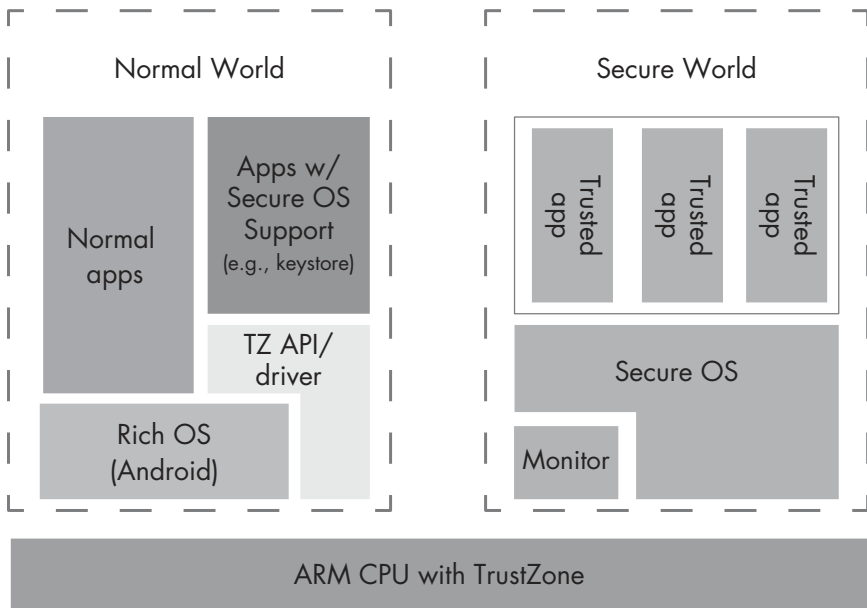 Normal World
Normal
apps
Apps w/
Secure OS
Support
(e.g., keystore)
TZ API/
driver
Rich OS
(Android)
Secure World
Trusted
app
Trusted
app
Trusted
app
Secure OS
Monitor
ARM CPU with TrustZone